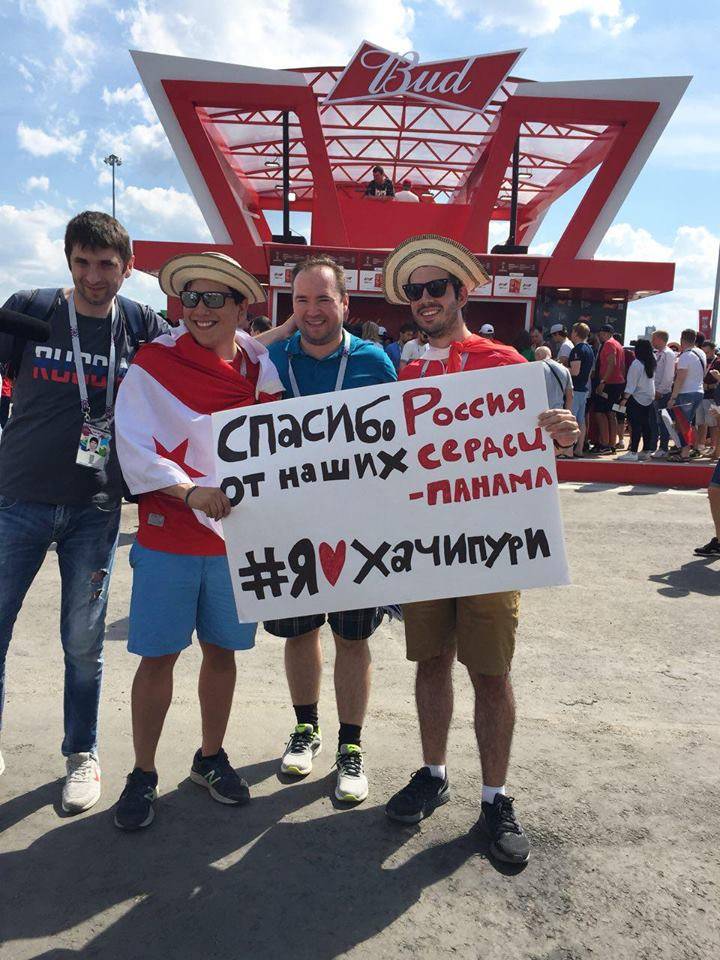 Bud
СПАСИБО РОССИЯ
ОТ НАШИХ СЕРДЕЦ
-ПАНАМА
#Я♥ХАЧИПУРИ